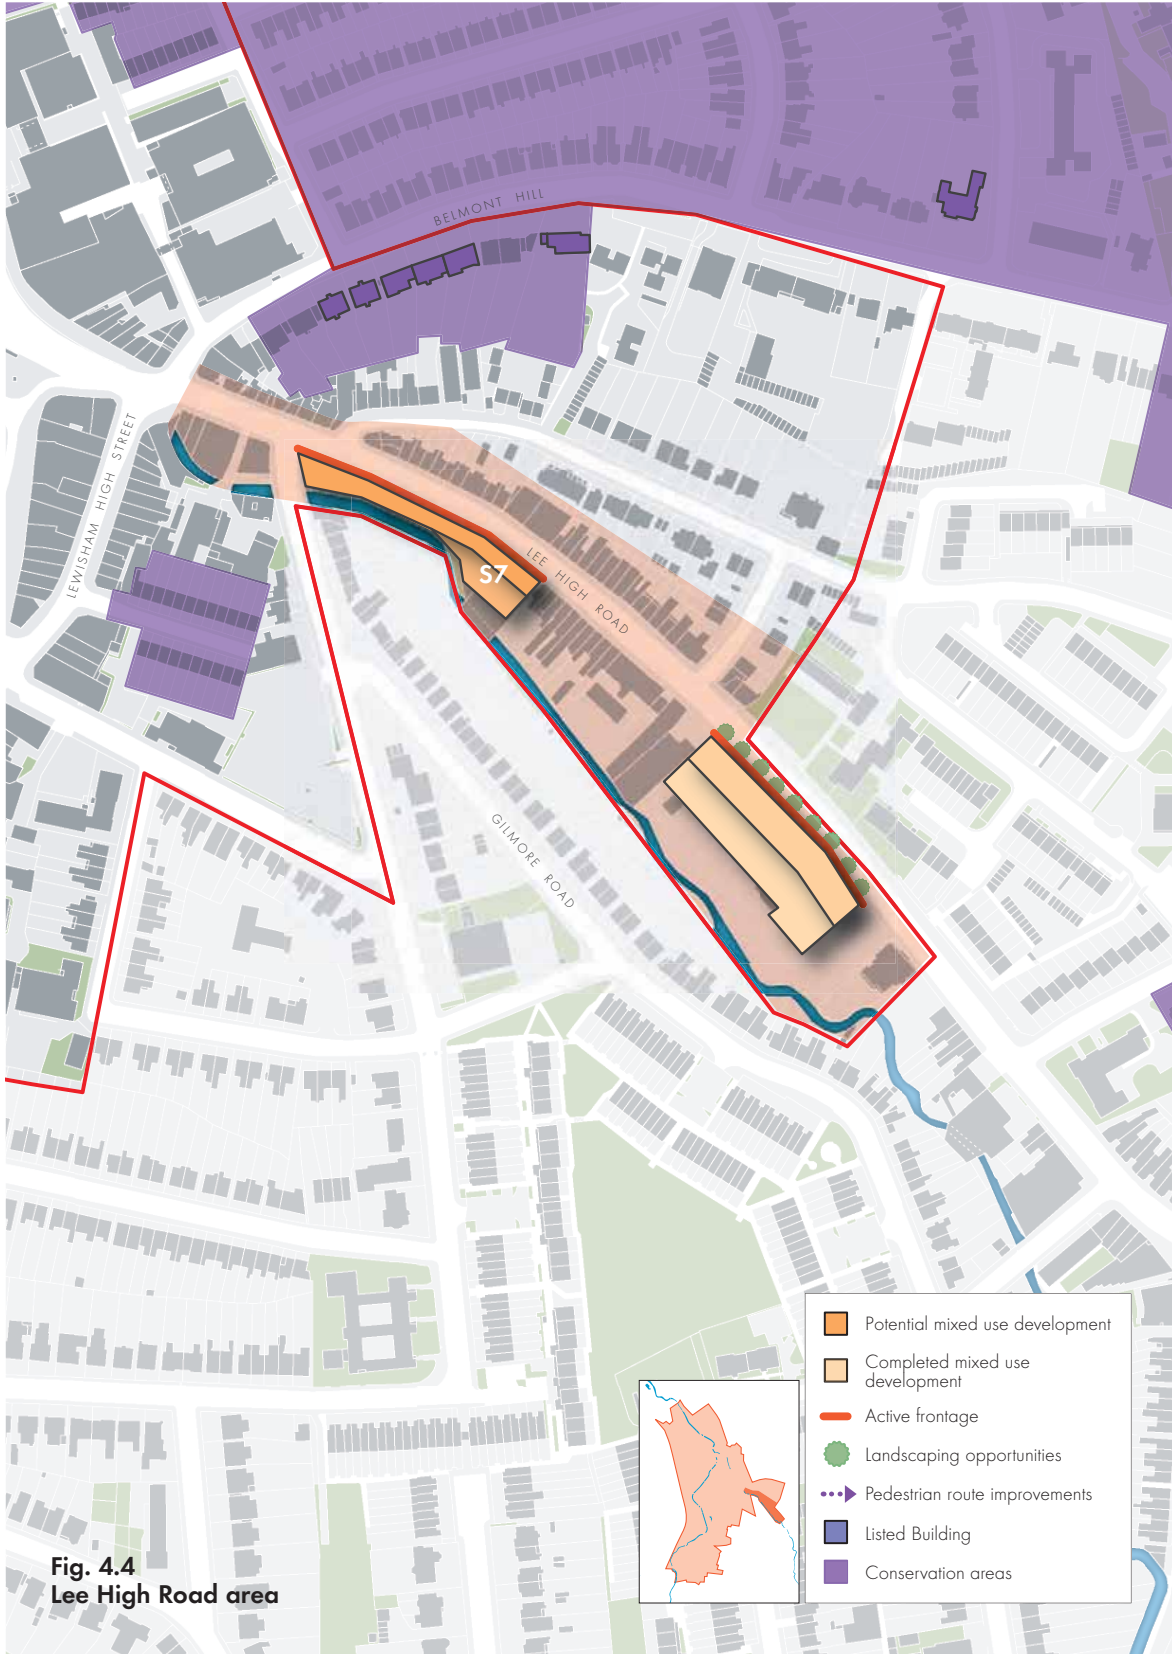 BELMONT HILL
LEWISHAM HIGH STREET
LEE HIGH ROAD
S7
GILMORE ROAD
Potential mixed use development
Completed mixed use
development
Active frontage
Landscaping opportunities
Pedestrian route improvements
Listed Building
Conservation areas
Fig. 4.4
Lee High Road area